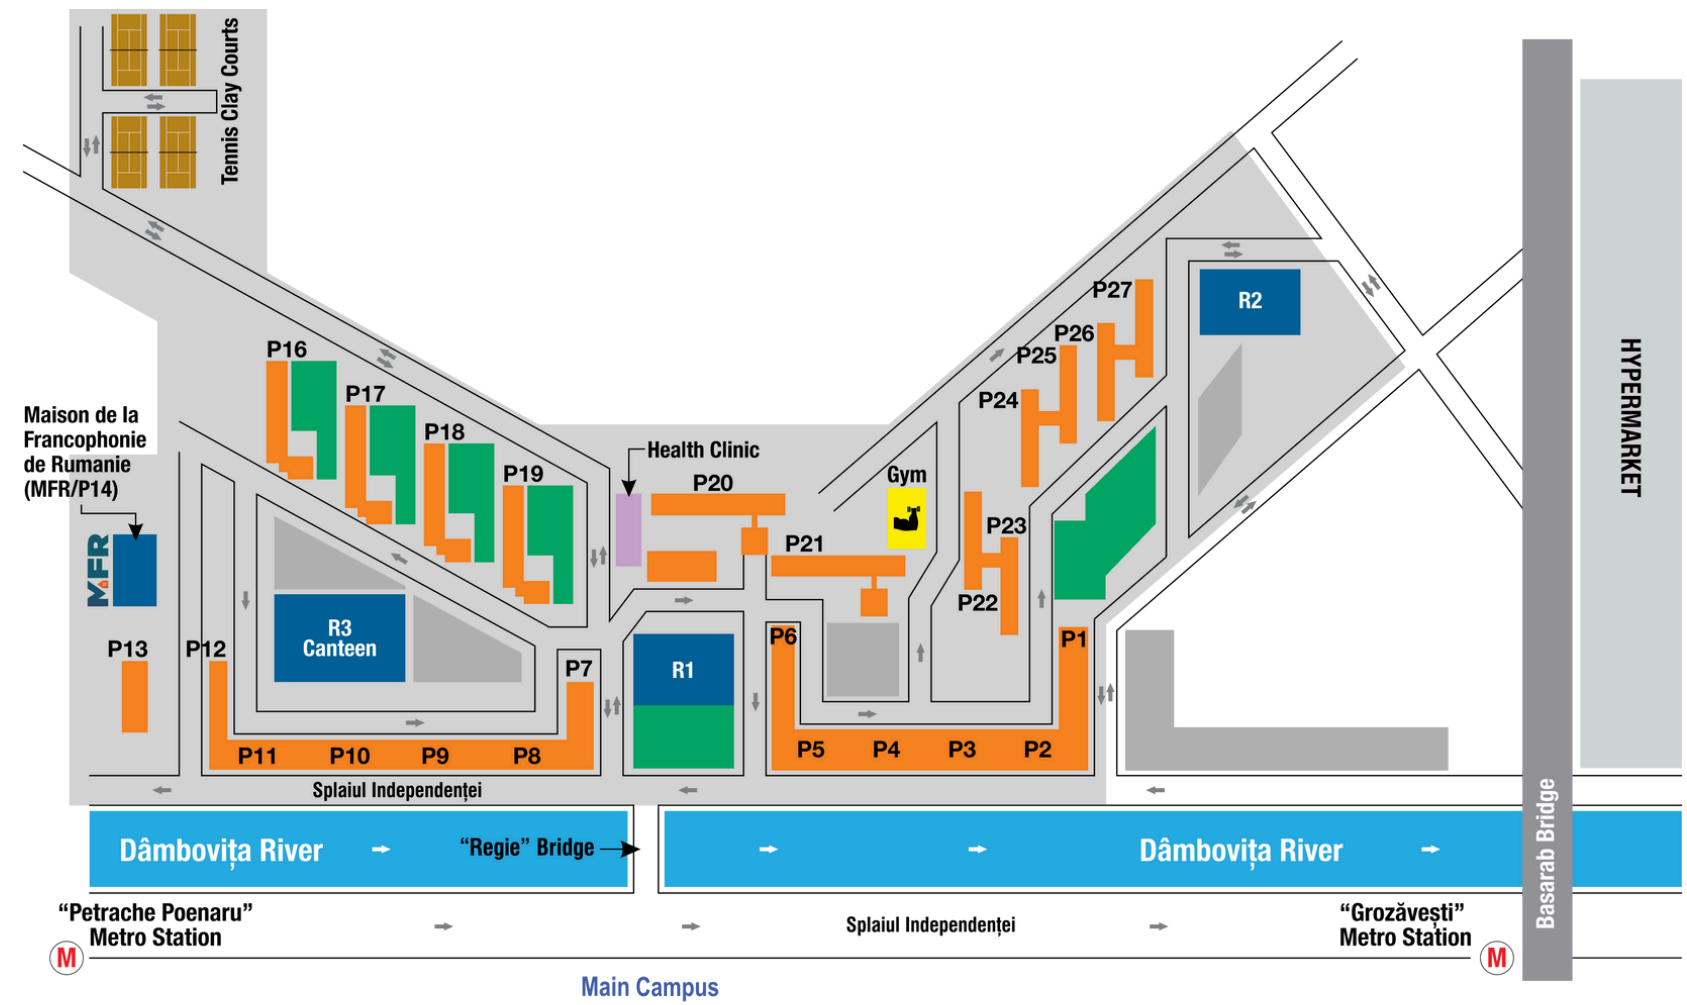 Tennis Clay Courts
P27
R2
P26
P25
P16
P24
P17
HYPERMARKET
Maison de la
Francophonie
de Rumanie
(MFR/P14)
P18
Health Clinic
P19
Gym
P20
P23
P21
MFR
P22
R3
Canteen
P6
P1
P13
P12
P7
R1
P11
P10
P9
P8
P5
P4
P3
P2
Splaiul Independenței
Dâmbovița River
“Regie” Bridge
Dâmbovița River
Basarab Bridge
“Petrache Poenaru”
Metro Station
M
Splaiul Independenței
“Grozăvești”
Metro Station
M
Main Campus